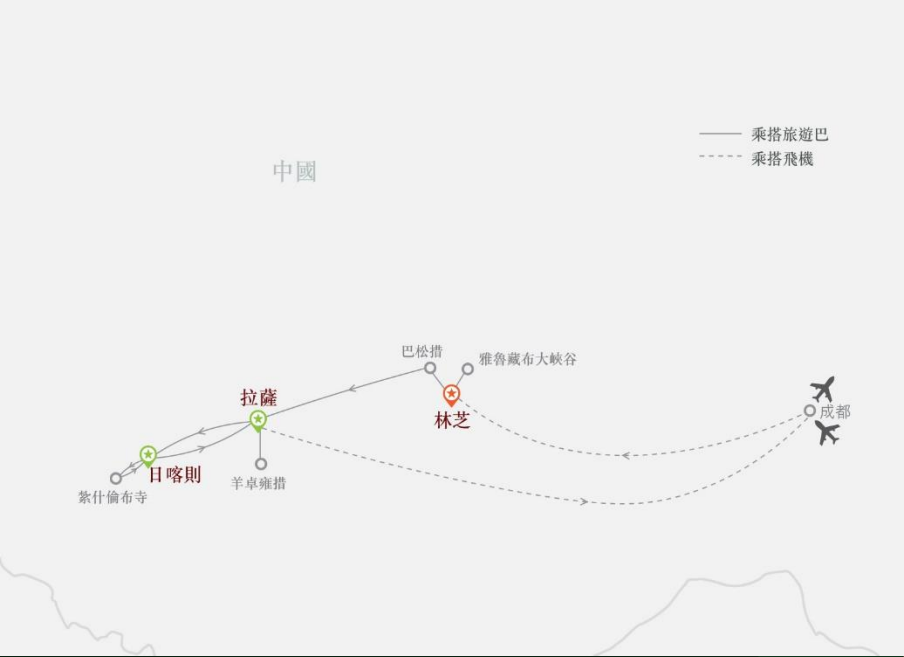 乘搭旅遊巴
乘搭飛機
中國
巴松措
雅魯藏布大峽谷
拉薩
林芝
成都
日喀則
羊卓雍措
紮什倫布寺